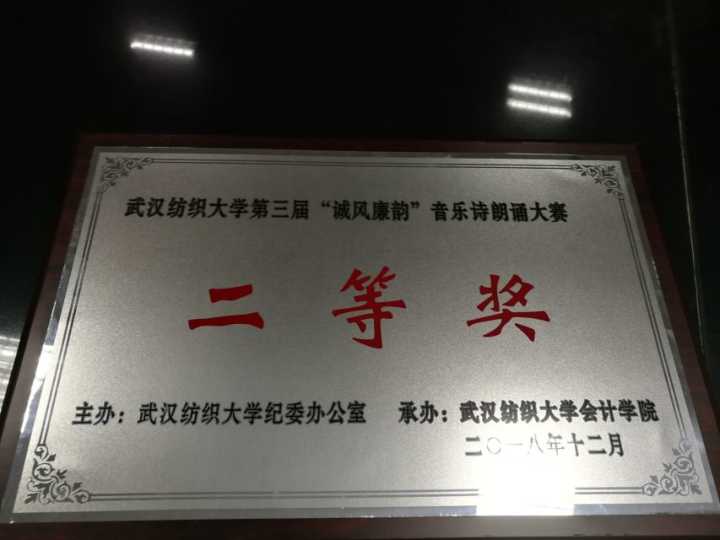 武汉纺织大学第三届“诚风廉韵”音乐诗朗诵大赛
二等奖
主办：武汉纺织大学纪委办公室 承办：武汉纺织大学会计学院
二〇一八年十二月